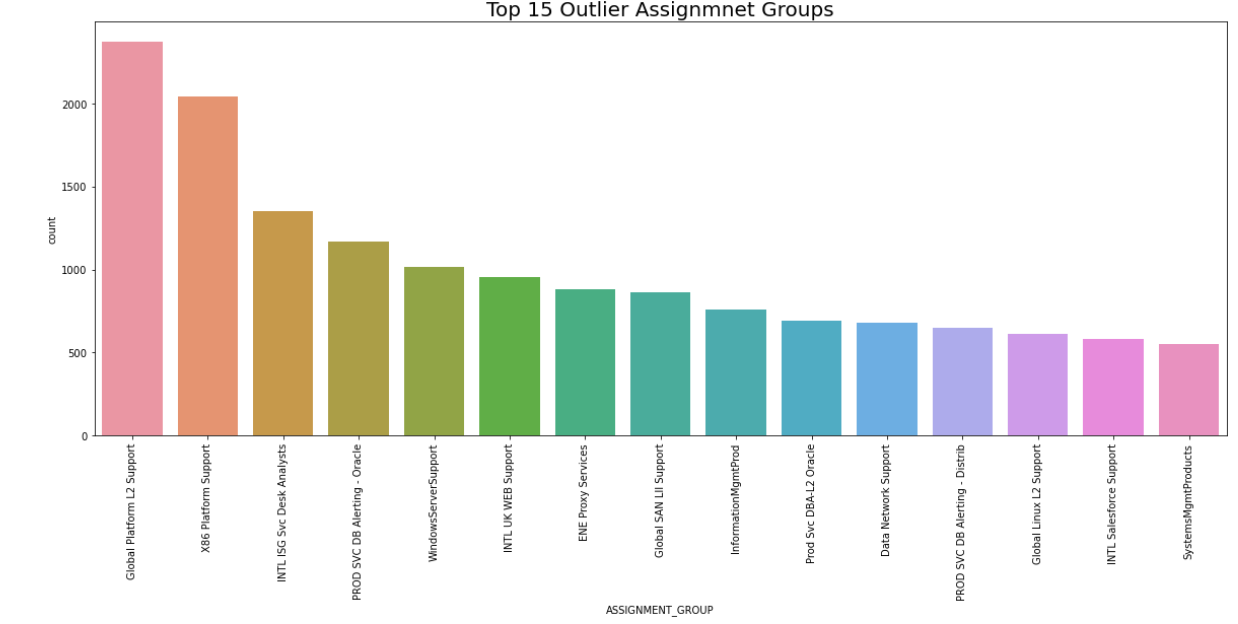 Top 15 Outlier Assignmnet Groups
2000
1500
1000
500
0
count
Global Platform L2 Support
X86 Platform Support
INTL ISG Svc Desk Analysts
PROD SVC DB Alerting - Oracle
WindowsServerSupport
INTL UK WEB Support
ENE Proxy Services
Global SAN LII Support
InformationMgmtProd
Prod Svc DBA-L2 Oracle
Data Network Support
PROD SVC DB Alerting - Distrib
Global Linux L2 Support
INTL Salesforce Support
SystemsMgmtProducts
ASSIGNMENT_GROUP